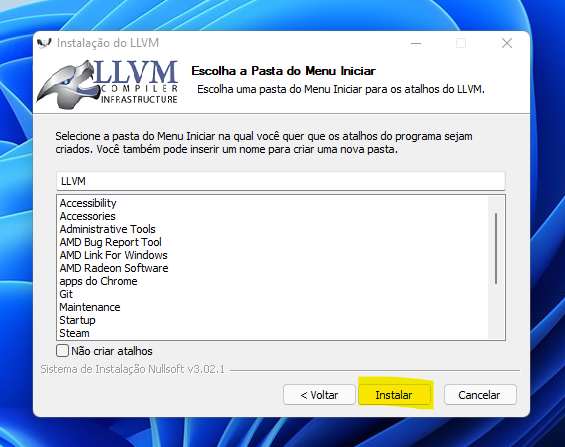 Instalação do LLVM
LLVM
COMPILER
INFRASTRUCTURE
Escolha a Pasta do Menu Iniciar
Escolha uma pasta do Menu Iniciar para os atalhos do LLVM.
Selecione a pasta do Menu Iniciar na qual você quer que os atalhos do programa sejam
criados. Você também pode inserir um nome para criar uma nova pasta.
LLVM
Accessibility
Accessories
Administrative Tools
AMD Bug Report Tool
AMD Link For Windows
AMD Radeon Software
apps do Chrome
Git
Maintenance
Startup
Steam
Não criar atalhos
Sistema de Instalação Nullsoft v3.02.1
< Voltar
Instalar
Cancelar